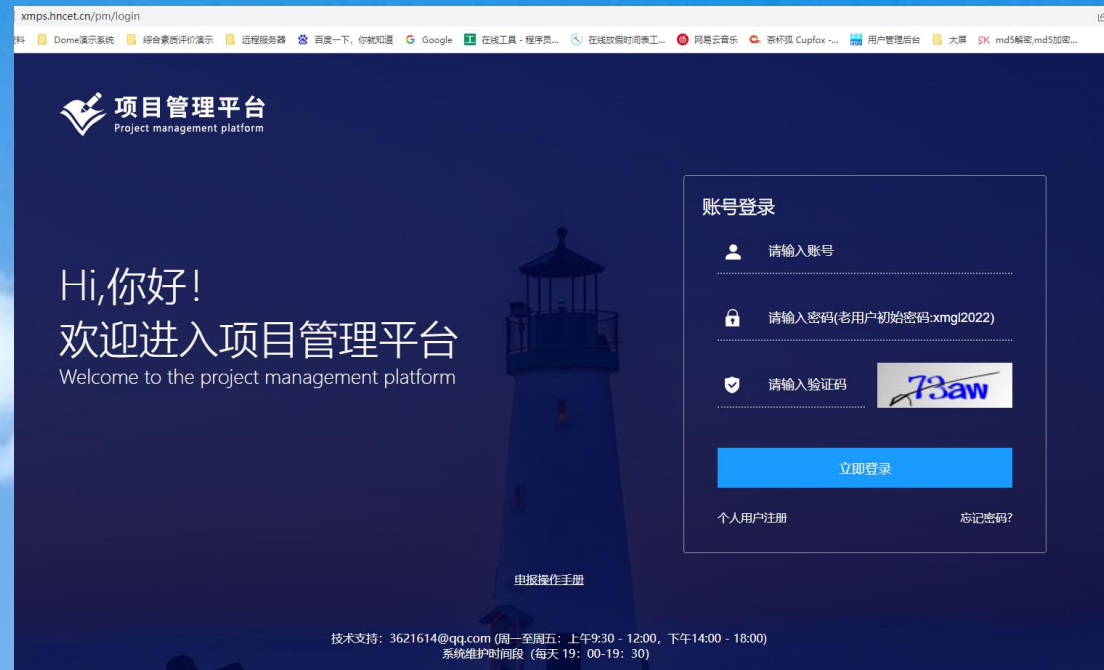 xmps.hncet.cn/pm/login
Dome演示系统 综合素质评价演示 远程服务器 百度一下，你就知道 Google 在线工具 - 程序员... 在线放假时间表工... 网易云音乐 茶杯狐 Cupfox -... 用户管理后台 大屏 md5解密,md5加密...
项目管理平台
Project management platform
账号登录
请输入账号
Hi,你好！
请输入密码(老用户初始密码:xmgl2022)
欢迎进入项目管理平台
Welcome to the project management platform
请输入验证码 73aw
立即登录
个人用户注册 忘记密码?
申报操作手册
技术支持：3621614@qq.com (周一至周五：上午9:30 - 12:00，下午14:00 - 18:00)
系统维护时间段（每天 19：00-19：30)